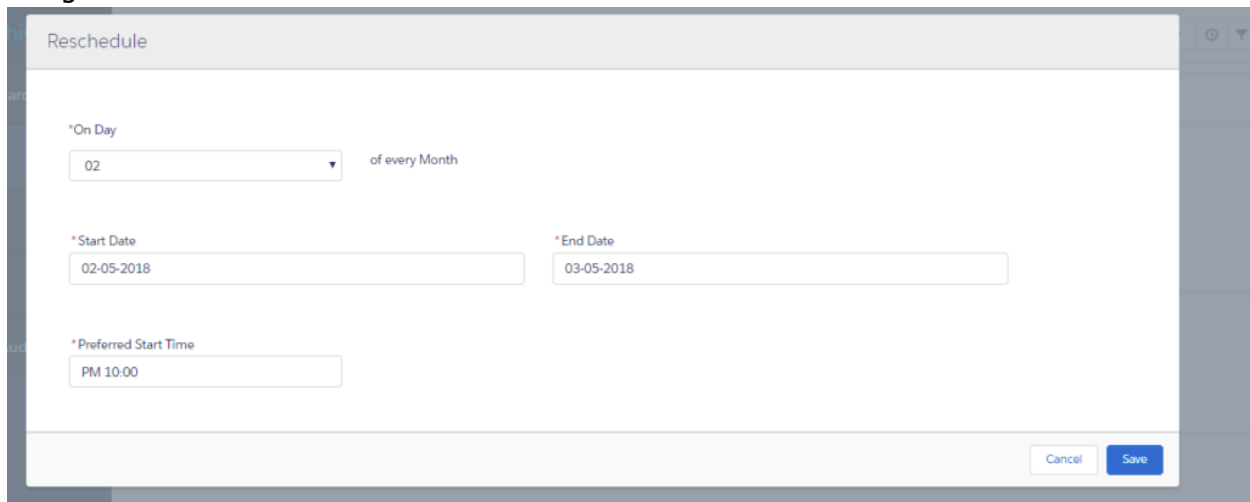 Reschedule
*On Day
02
of every Month
*Start Date
*End Date
02-05-2018
03-05-2018
*Preferred Start Time
PM 10:00
Cancel
Save